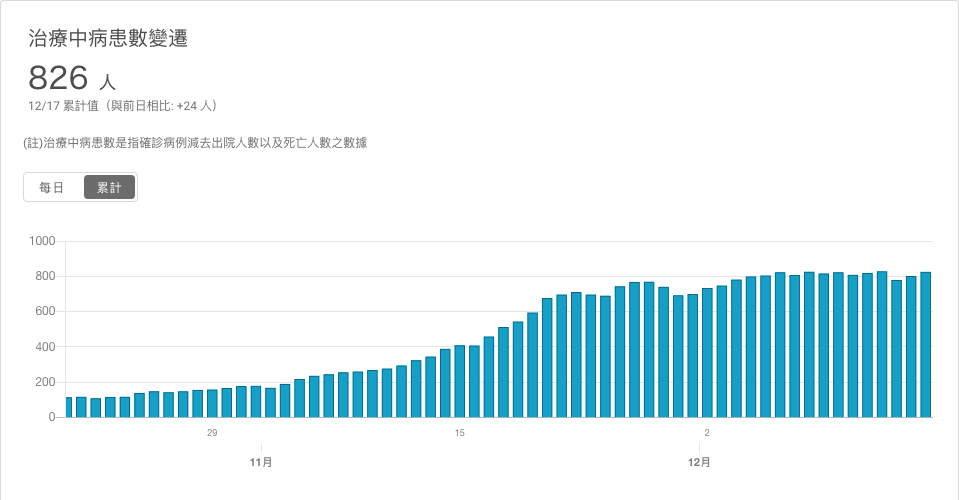 治療中病患數變遷
826 人
12/17 累計值（與前日相比: +24 人）
(註)治療中病患數是指確診病例減去出院人數以及死亡人數之數據
每日 累計
1000
800
600
400
200
0
29 15 2
11月 12月